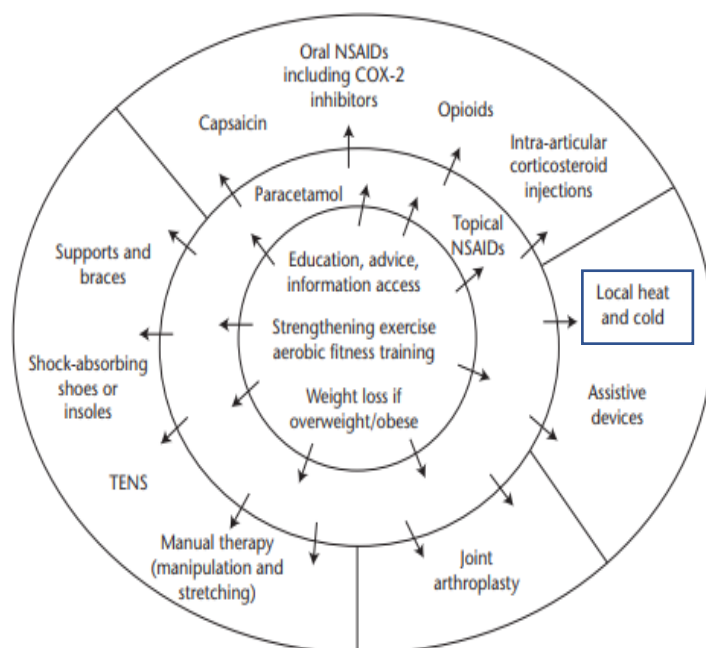 Oral NSAIDs
including COX-2
inhibitors
Capsaicin
Opioids
Intra-articular
corticosteroid
injections
Paracetamol
Topical
NSAIDs
Supports and
braces
Education, advice,
information access
Local heat
and cold
Strengthening exercise
aerobic fitness training
Shock-absorbing
shoes or
insoles
Weight loss if
overweight/obese
Assistive
devices
TENS
Manual therapy
(manipulation and
stretching)
Joint
arthroplasty